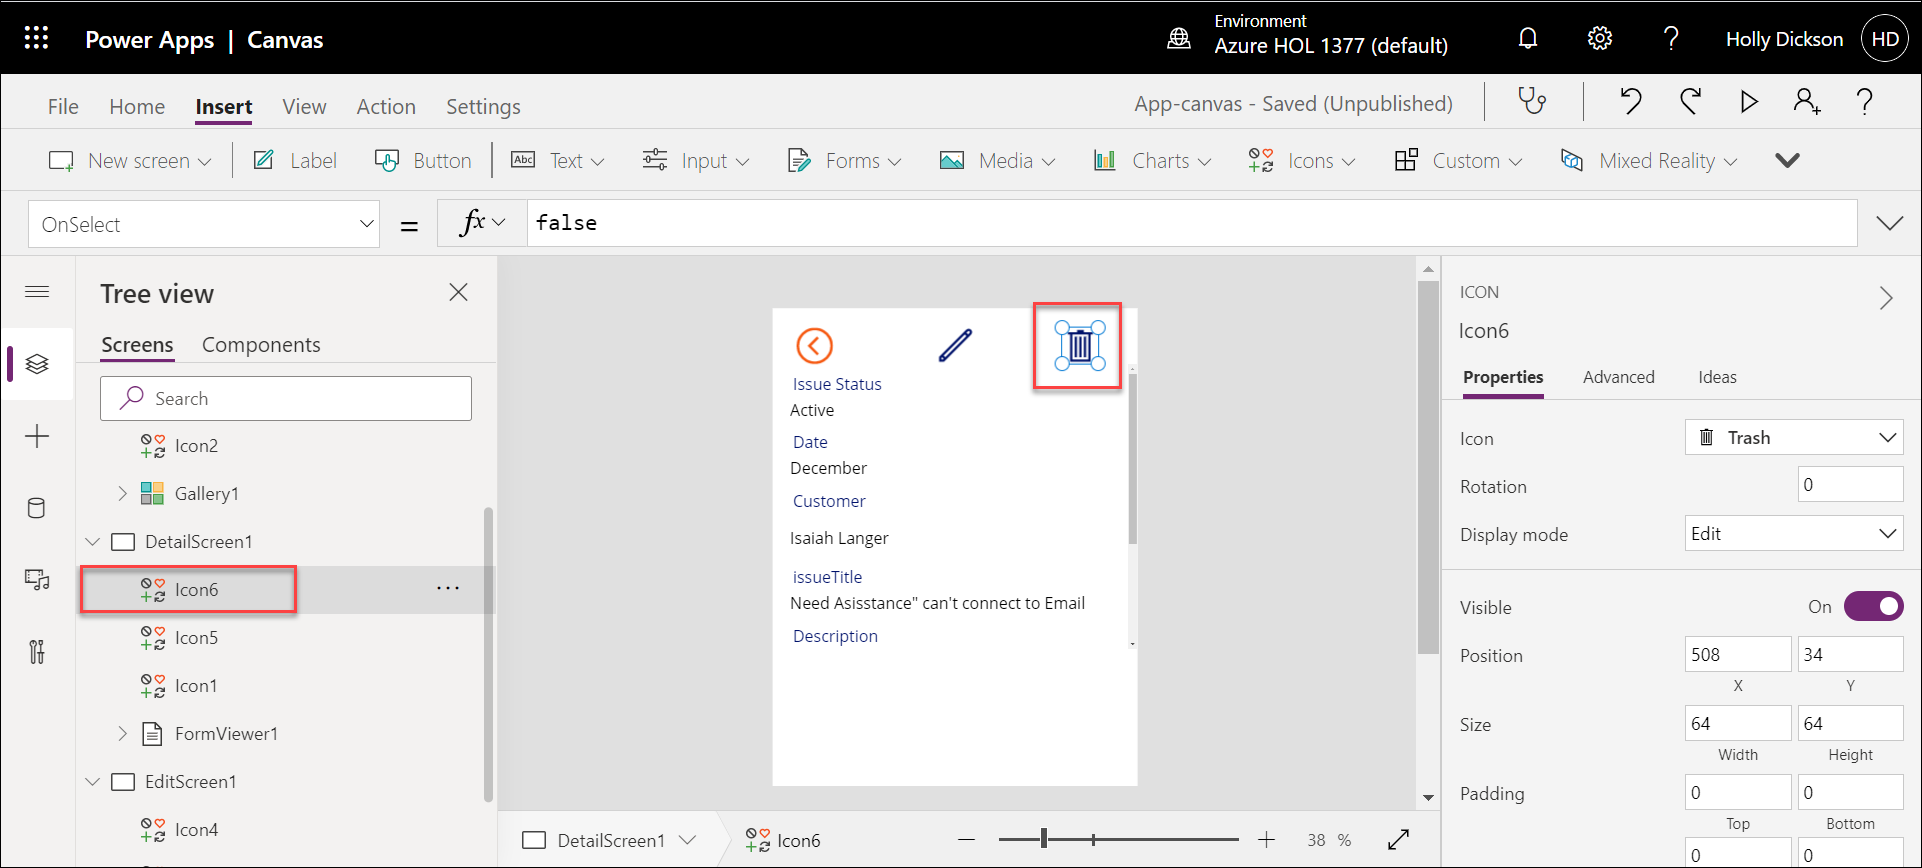 Power Apps | Canvas
Environment
Azure HOL 1377 (default)
Holly Dickson
HD
File Home Insert View Action Settings
App-canvas - Saved (Unpublished)
New screen Label Button Abc Text Input Forms Media Charts Icons Custom Mixed Reality
OnSelect = fx false
Tree view
Screens Components
Search
Icon2
Gallery1
DetailScreen1
Icon6 ...
Icon5
Icon1
FormViewer1
EditScreen1
Icon4
Issue Status
Active
Date
December
Customer
Isaiah Langer
issueTitle
Need Asisstance" can't connect to Email
Description
DetailScreen1 Icon6 38 %
ICON
Icon6
Properties Advanced Ideas
Icon Trash
Rotation 0
Display mode Edit
Visible On
Position 508 34
X Y
Size 64 64
Width Height
Padding 0 0
Top Bottom
0 0